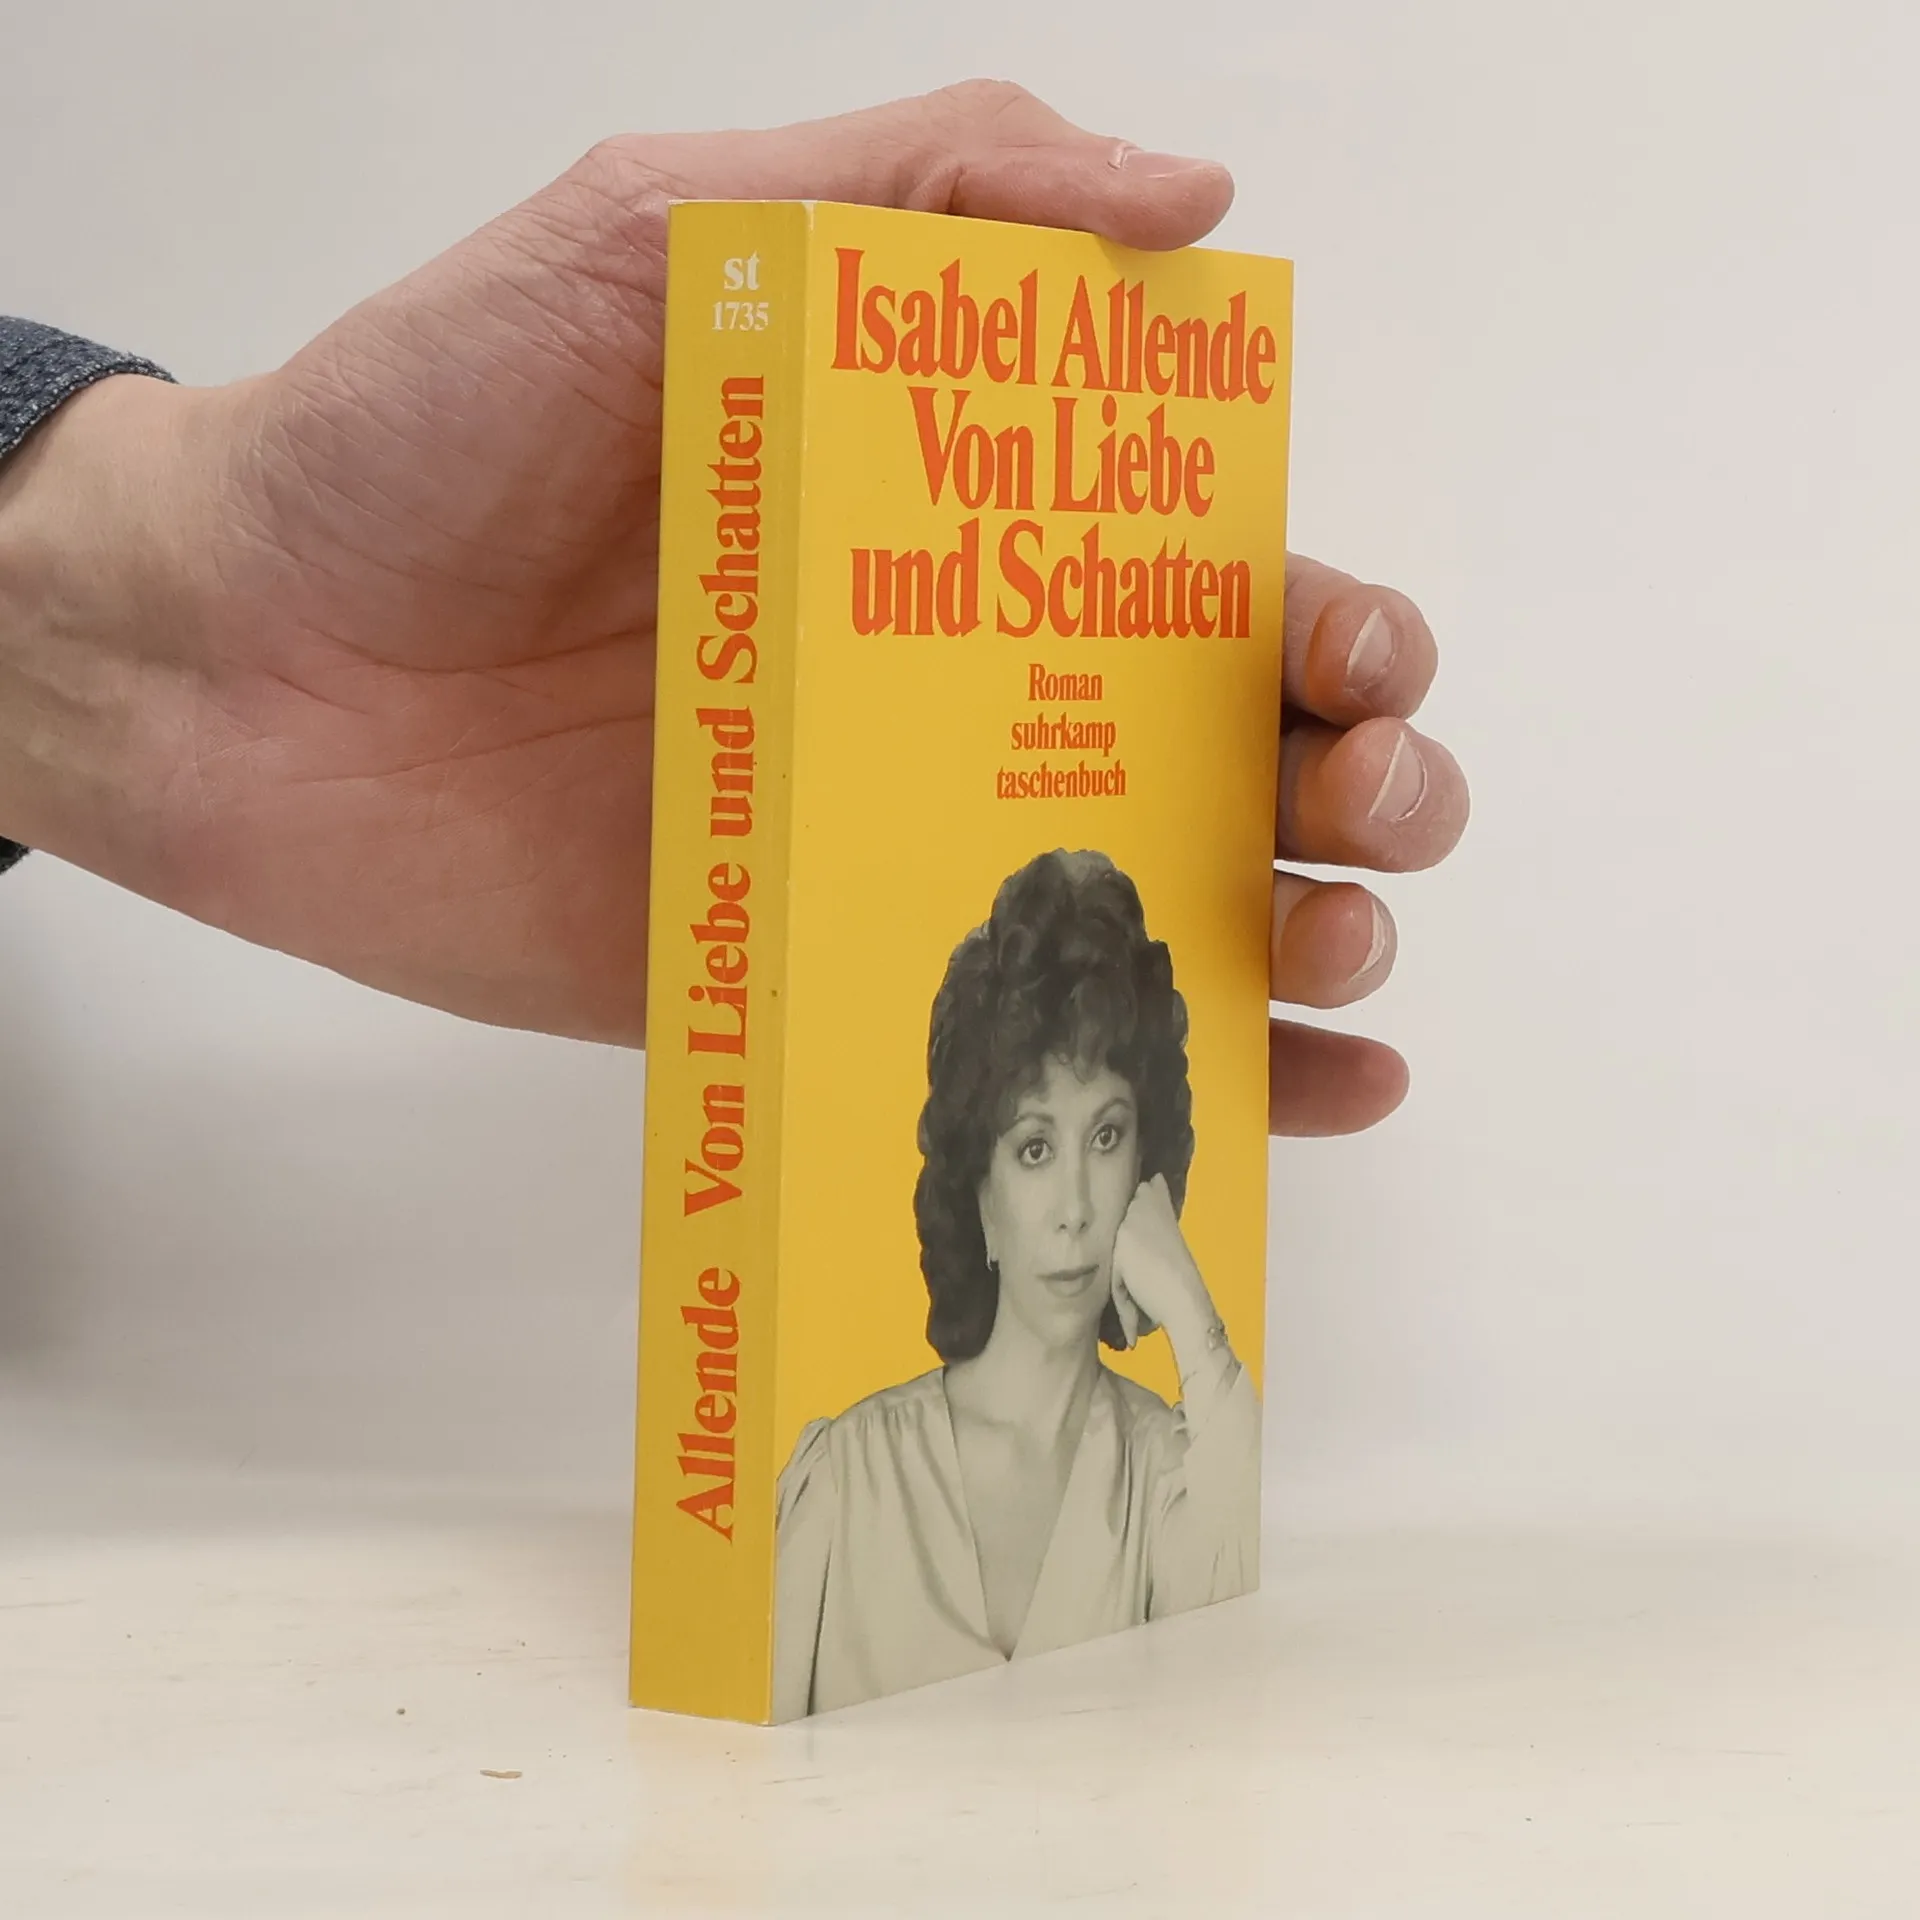 st
1735
Allende Von Liebe und Schatten
Isabel Allende
Von Liebe
und Schatten
Roman
suhrkamp
taschenbuch